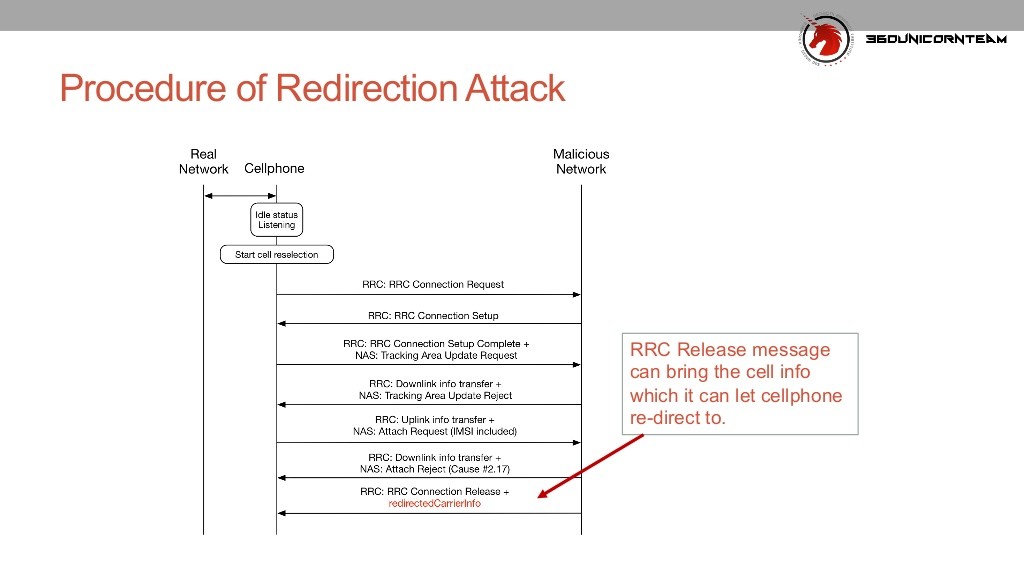 360UNICORNTEAM
Procedure of Redirection Attack
Real
Network
Cellphone
Malicious
Network
Idle status
Listening
Start cell reselection
RRC: RRC Connection Request
RRC: RRC Connection Setup
RRC: RRC Connection Setup Complete +
NAS: Tracking Area Update Request
RRC: Downlink info transfer +
NAS: Tracking Area Update Reject
RRC: Uplink info transfer +
NAS: Attach Request (IMSI included)
RRC: Downlink info transfer +
NAS: Attach Reject (Cause #2.17)
RRC: RRC Connection Release +
redirectedCarrierInfo
RRC Release message
can bring the cell info
which it can let cellphone
re-direct to.